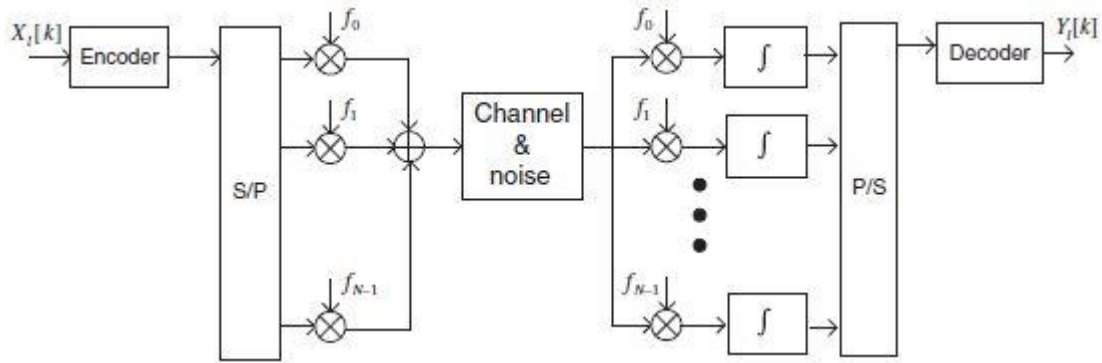 X_l[k]
Encoder
S/P
f_0
f_1
f_{N-1}
Channel
&
noise
f_0
f_1
f_{N-1}
∫
∫
∫
P/S
Decoder
Y_l[k]